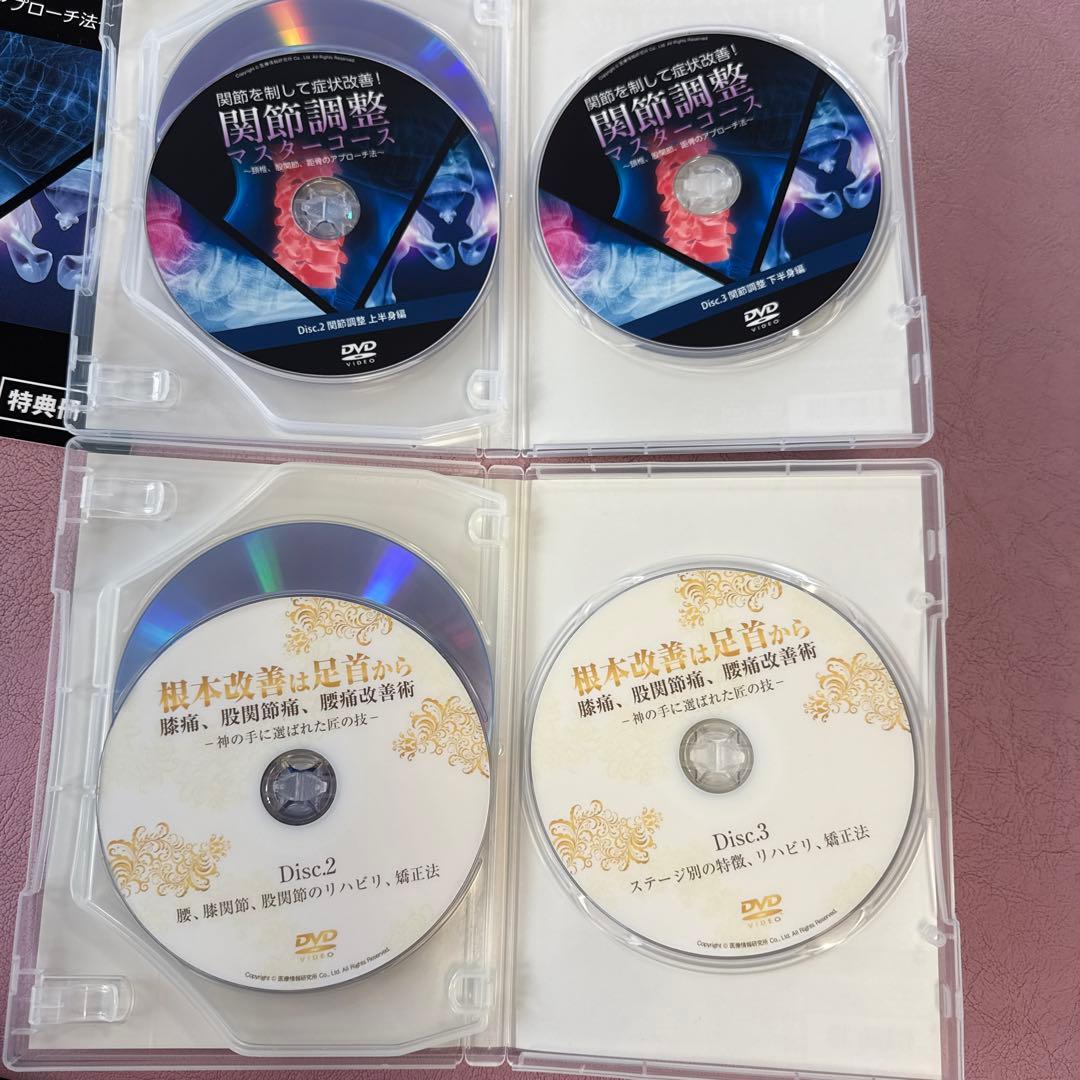 プローチ法～
特典冊
Copyright © 医療情報研究所 Co., Ltd. All Rights Reserved.
関節を制して症状改善！
関節調整
マスターコース
～頚椎、股関節、距骨のアプローチ法～
Disc.2 関節調整 上半身編
DVD
VIDEO
Copyright © 医療情報研究所 Co., Ltd. All Rights Reserved.
関節を制して症状改善！
関節調整
マスターコース
～頚椎、股関節、距骨のアプローチ法～
Disc.3 関節調整 下半身編
DVD
VIDEO
根本改善は足首から
膝痛、股関節痛、腰痛改善術
－神の手に選ばれた匠の技－
Disc.2
腰、膝関節、股関節のリハビリ、矯正法
DVD
VIDEO
Copyright © 医療情報研究所 Co., Ltd. All Rights Reserved.
根本改善は足首から
膝痛、股関節痛、腰痛改善術
－神の手に選ばれた匠の技－
Disc.3
ステージ別の特徴、リハビリ、矯正法
DVD
VIDEO
Copyright © 医療情報研究所 Co., Ltd. All Rights Reserved.